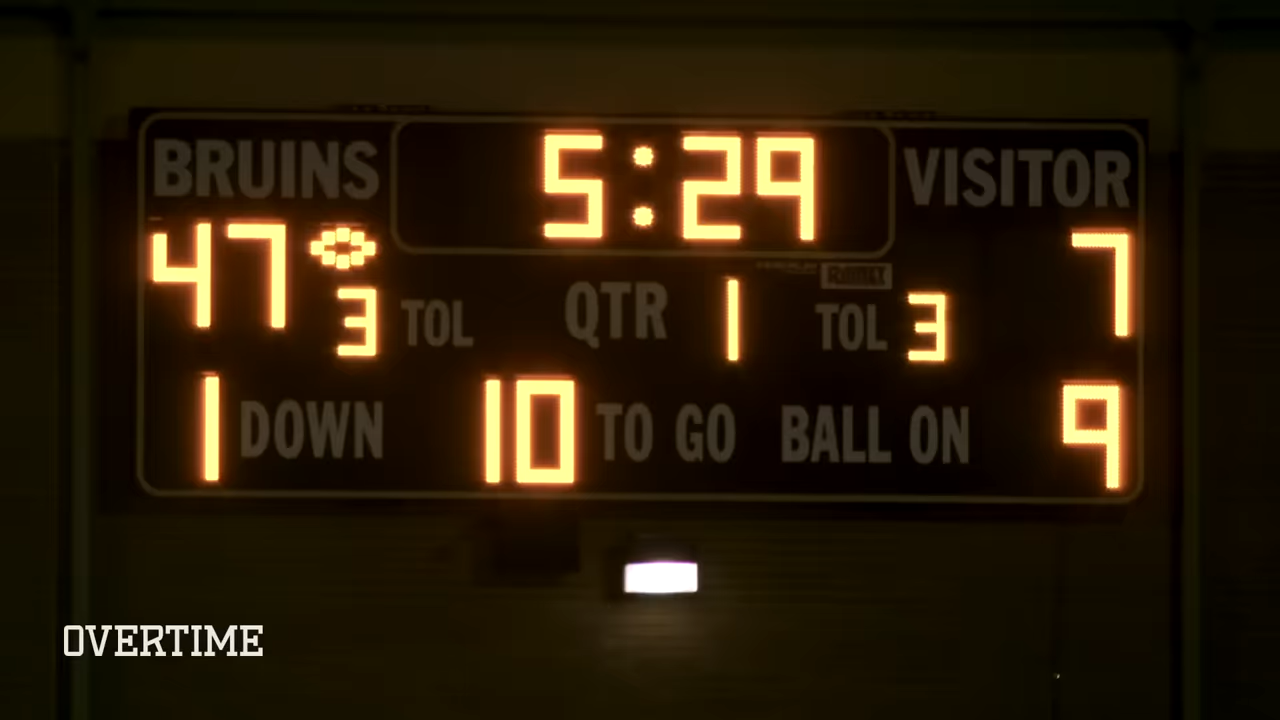 BRUINS 5:29 VISITOR
47 7
3 TOL QTR 1 TOL 3
1 DOWN 10 TO GO BALL ON 9
OVERTIME